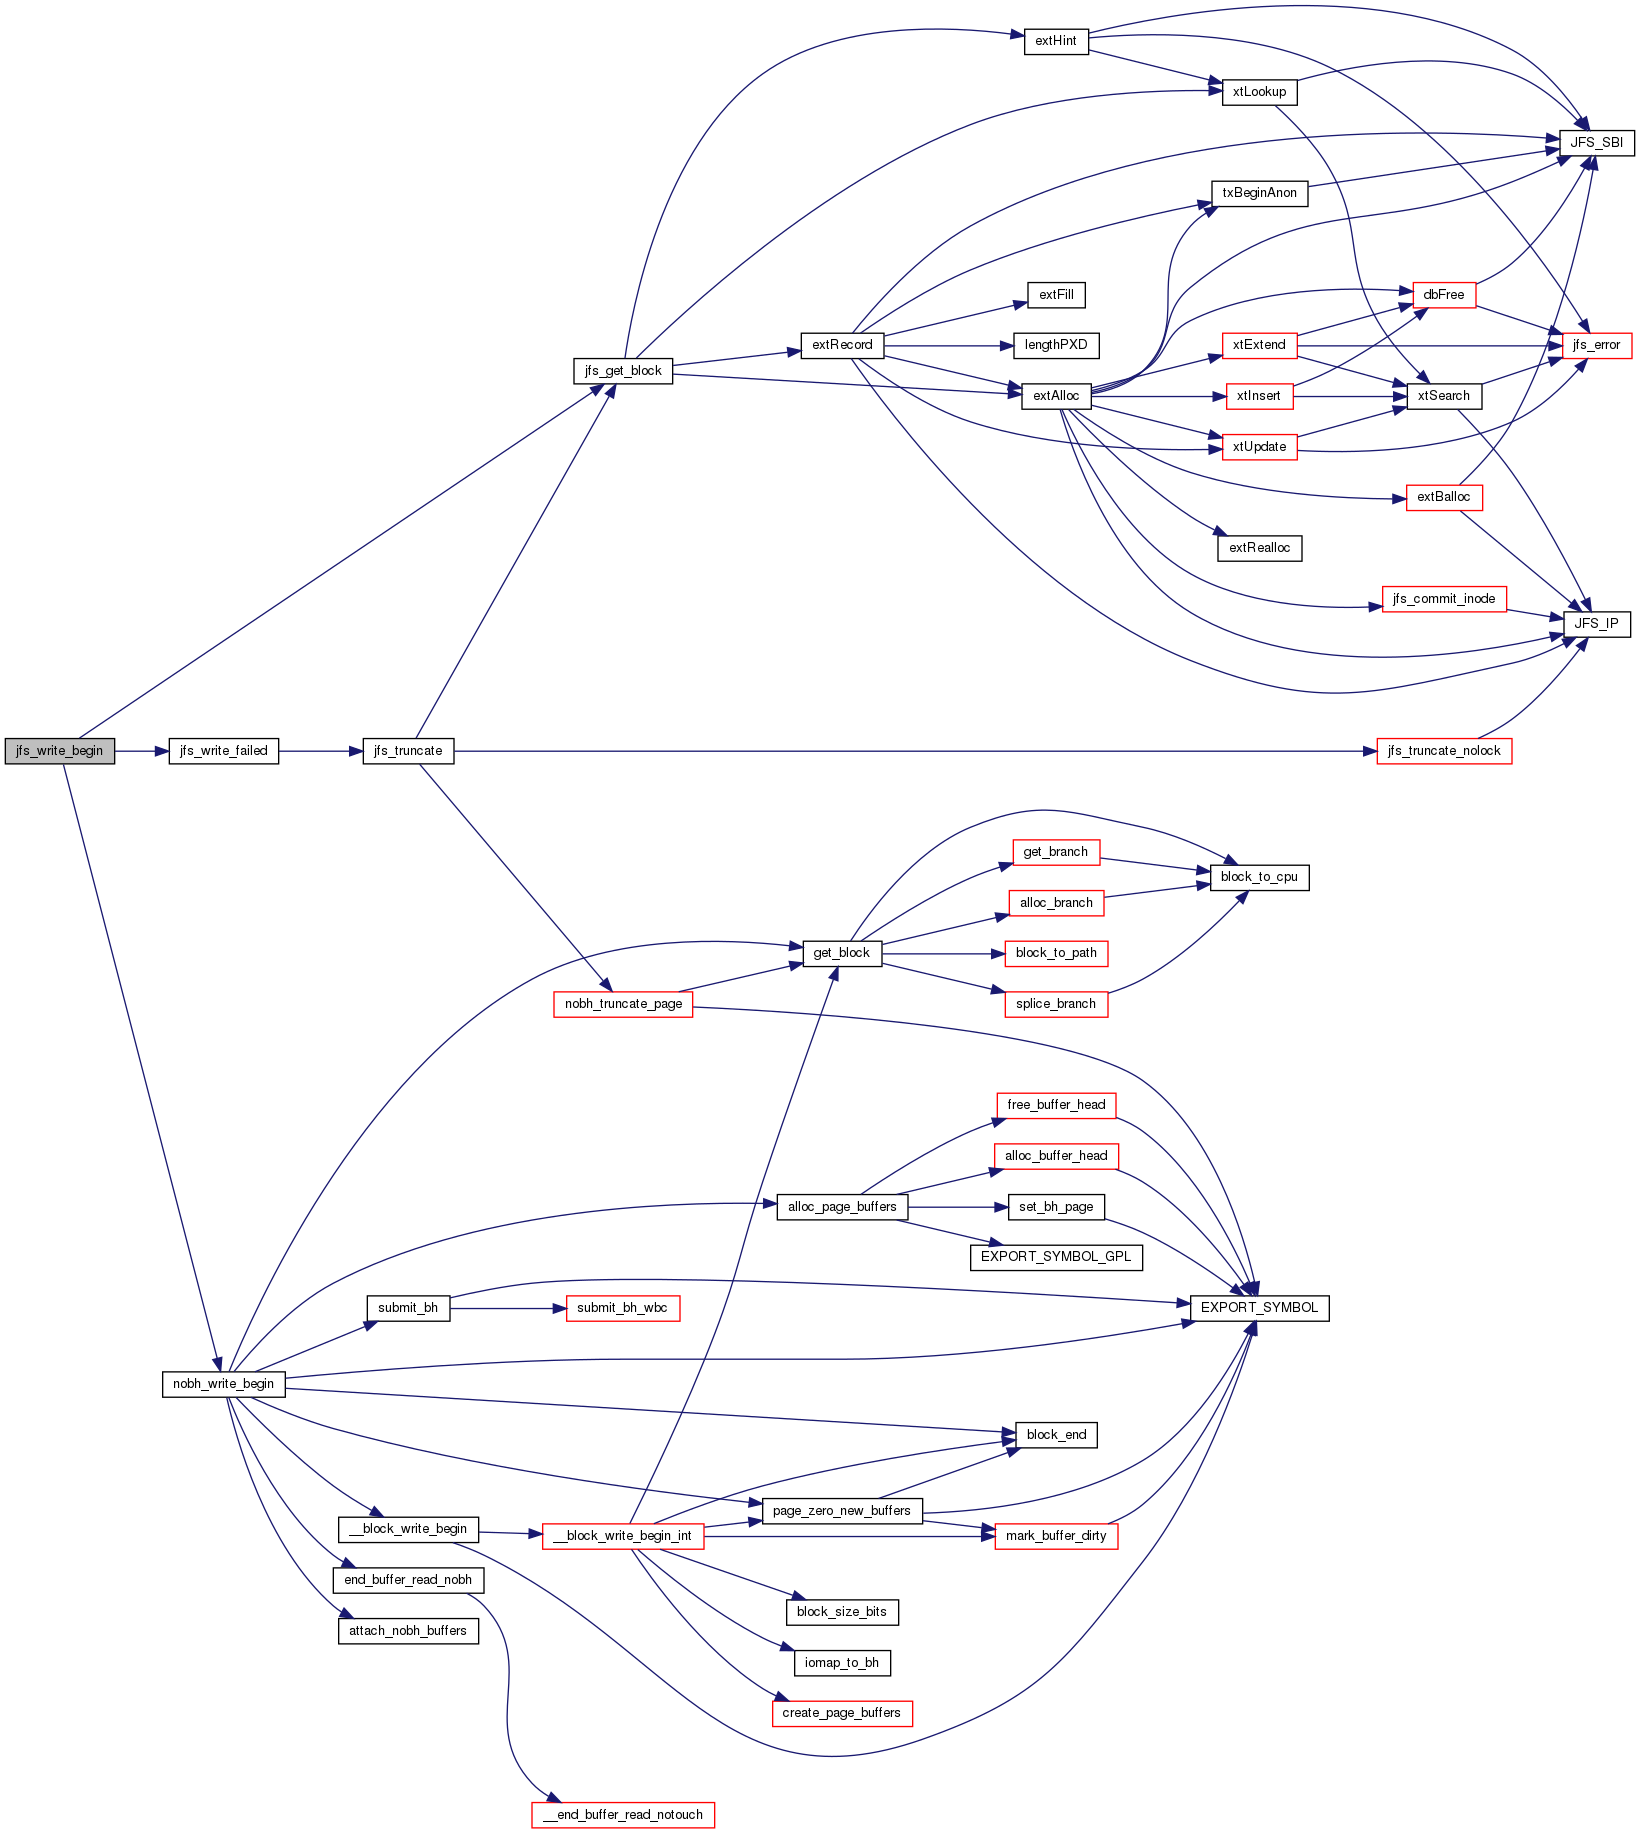 extHint
xtLookup
JFS_SBI
txBeginAnon
extFill
dbFree
extRecord
lengthPXD
xtExtend
jfs_error
jfs_get_block
extAlloc
xtInsert
xtSearch
xtUpdate
extBalloc
extRealloc
jfs_commit_inode
JFS_IP
jfs_write_begin
jfs_write_failed
jfs_truncate
jfs_truncate_nolock
get_branch
block_to_cpu
alloc_branch
get_block
block_to_path
nobh_truncate_page
splice_branch
free_buffer_head
alloc_buffer_head
alloc_page_buffers
set_bh_page
EXPORT_SYMBOL_GPL
submit_bh
submit_bh_wbc
EXPORT_SYMBOL
nobh_write_begin
block_end
page_zero_new_buffers
__block_write_begin
__block_write_begin_int
mark_buffer_dirty
end_buffer_read_nobh
block_size_bits
attach_nobh_buffers
iomap_to_bh
create_page_buffers
__end_buffer_read_notouch